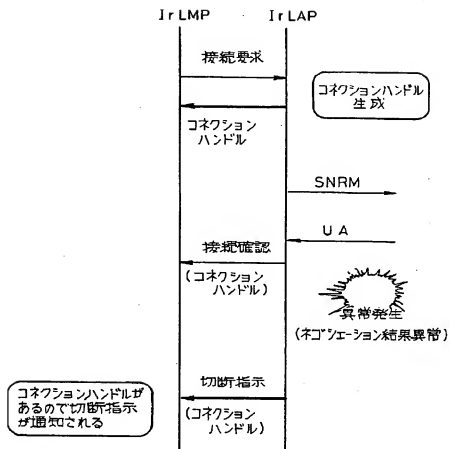 IrLMP IrLAP
接続要求
コネクションハンドル
生成
コネクション
ハンドル
SNRM
UA
接続確認
(コネクション
ハンドル)
異常発生
(ネゴシェーション結果異常)
切断指示
コネクションハンドルが
あるので切断指示
が通知される
(コネクション
ハンドル)